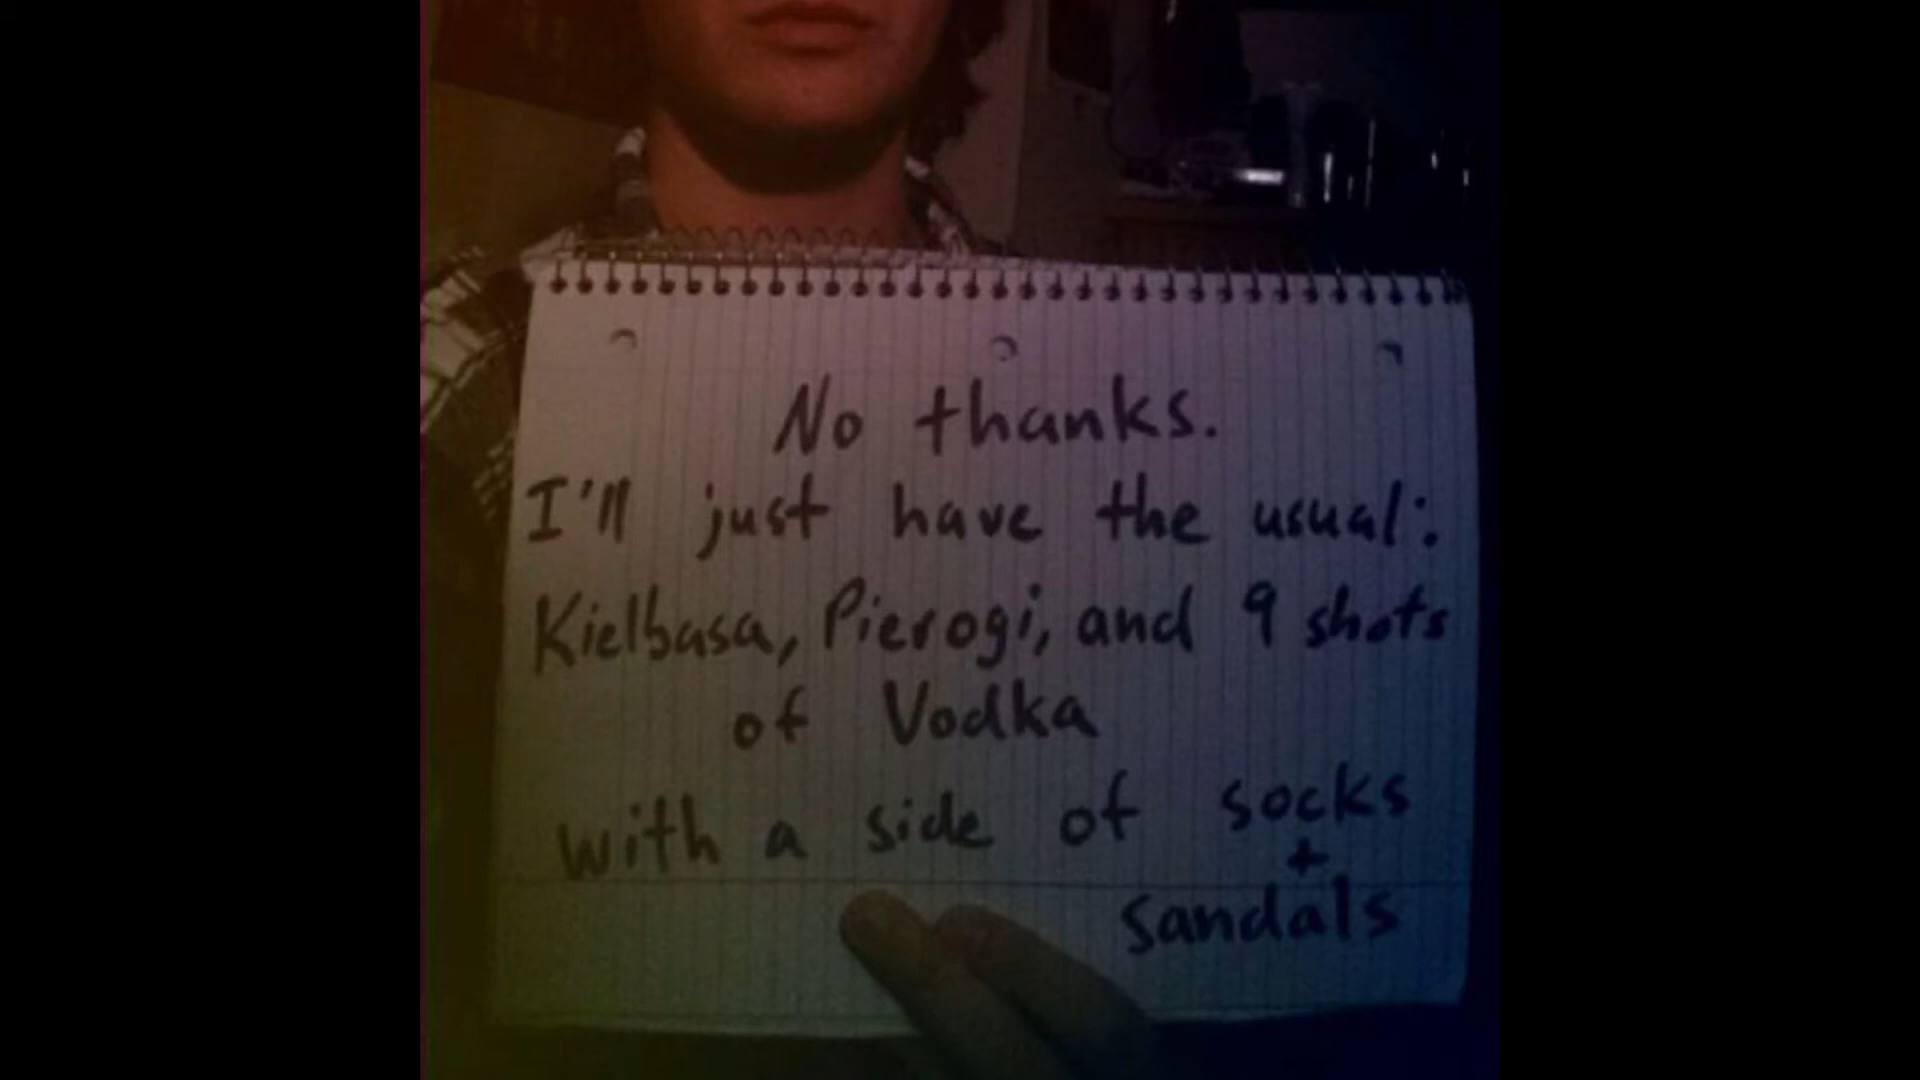 No thanks.
I'll just have the usual:
Kielbasa, Pierogi, and 9 shots
of Vodka
with a side of socks
+
sandals